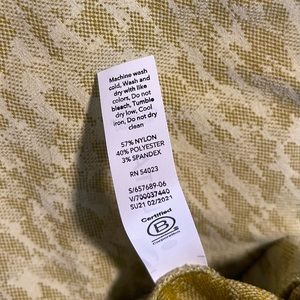 Machine wash
cold, Wash and
dry with like
colors, Do not
bleach, Tumble
dry low, Cool
iron, Do not dry
clean
57% NYLON
40% POLYESTER
3% SPANDEX
RN 54023
S/657689-06
V/700037440
SU21 02/2021
Certified
B
Corporation